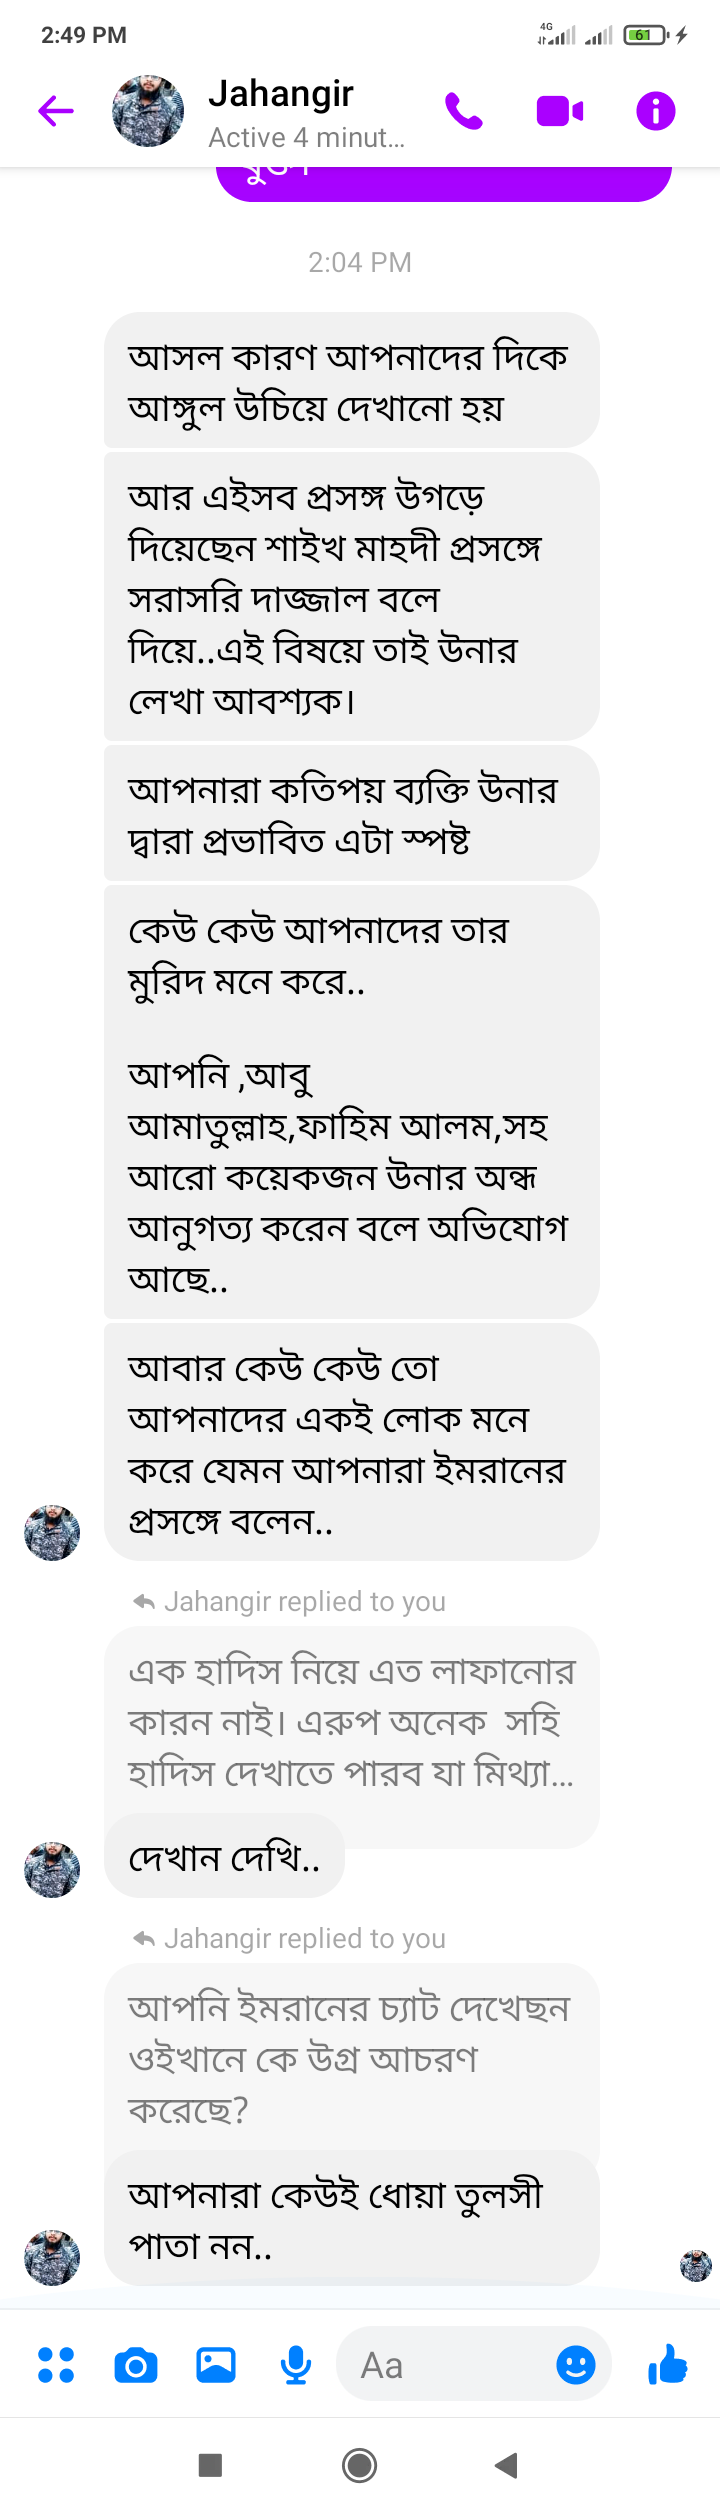 2:49 PM
4G
61
Jahangir
Active 4 minut...
2:04 PM
আসল কারণ আপনাদের দিকে
আঙ্গুল উচিয়ে দেখানো হয়
আর এইসব প্রসঙ্গ উগড়ে
দিয়েছেন শাইখ মাহদী প্রসঙ্গে
সরাসরি দাজ্জাল বলে
দিয়ে..এই বিষয়ে তাই উনার
লেখা আবশ্যক।
আপনারা কতিপয় ব্যক্তি উনার
দ্বারা প্রভাবিত এটা স্পষ্ট
কেউ কেউ আপনাদের তার
মুরিদ মনে করে..
আপনি ,আবু
আমাতুল্লাহ,ফাহিম আলম,সহ
আরো কয়েকজন উনার অন্ধ
আনুগত্য করেন বলে অভিযোগ
আছে..
আবার কেউ কেউ তো
আপনাদের একই লোক মনে
করে যেমন আপনারা ইমরানের
প্রসঙ্গে বলেন..
Jahangir replied to you
এক হাদিস নিয়ে এত লাফানোর
কারন নাই। এরুপ অনেক  সহি
হাদিস দেখাতে পারব যা মিথ্যা...
দেখান দেখি..
Jahangir replied to you
আপনি ইমরানের চ্যাট দেখেছন
ওইখানে কে উগ্র আচরণ
করেছে?
আপনারা কেউই ধোয়া তুলসী
পাতা নন..
Aa